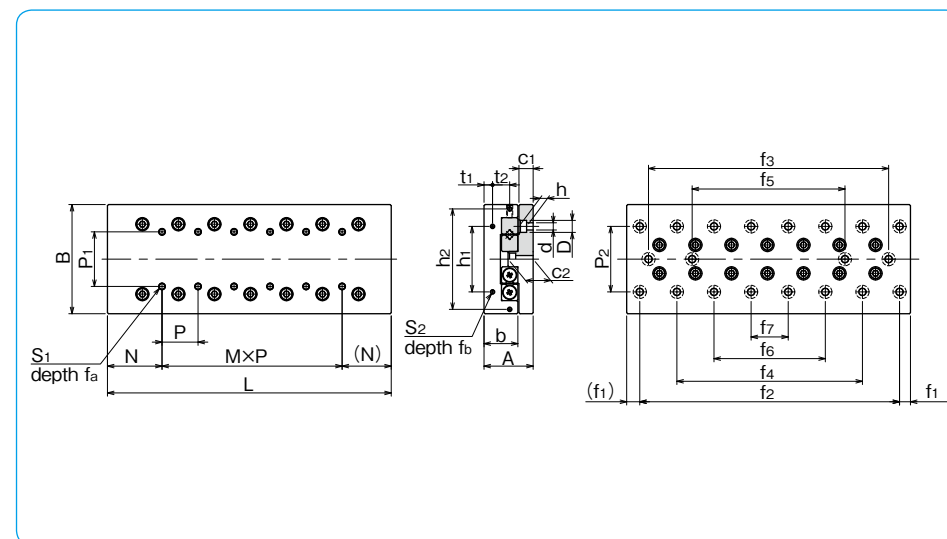 B
P1
S1
depth fa
P
N
M×P
(N)
L
t1
t2
c1
h
h2
h1
d
D
c2
S2
depth fb
b
A
f3
f5
P2
f7
f6
f4
(f1)
f2
f1